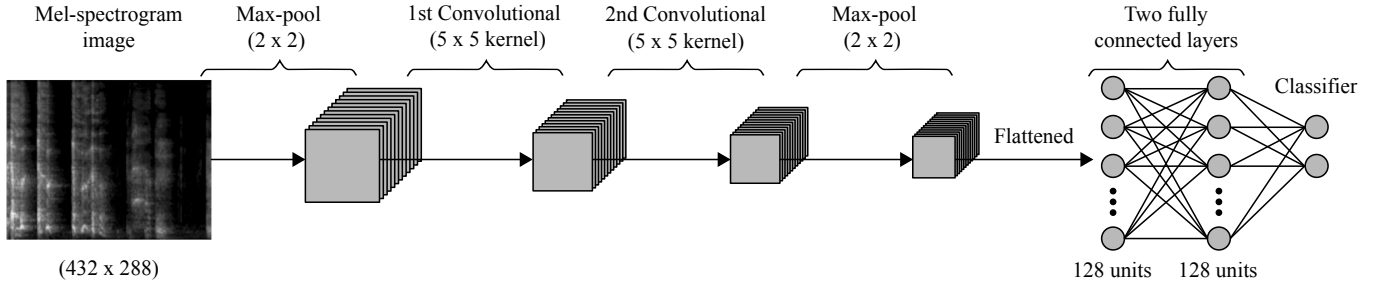 Mel-spectrogram
image
Max-pool
(2 x 2)
1st Convolutional
(5 x 5 kernel)
2nd Convolutional
(5 x 5 kernel)
Max-pool
(2 x 2)
Two fully
connected layers
Classifier
Flattened
(432 x 288)
128 units
128 units